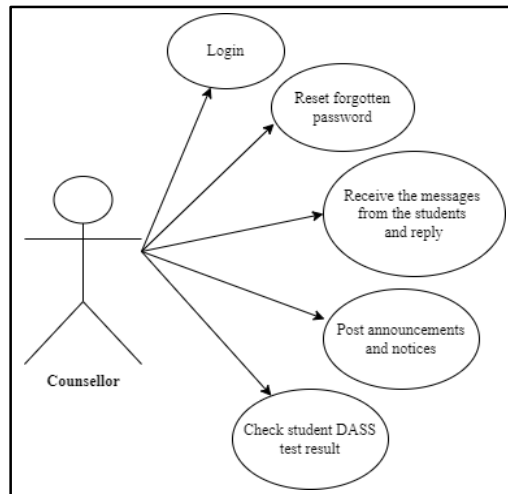 Login
Reset forgotten
password
Receive the messages
from the students
and reply
Post announcements
and notices
Counsellor
Check student DASS
test result